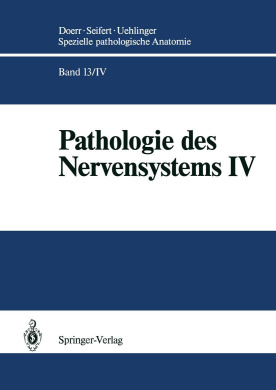 Doerr·Seifert·Uehlinger
Spezielle pathologische Anatomie
Band 13/IV
Pathologie des
Nervensystems IV
Springer-Verlag